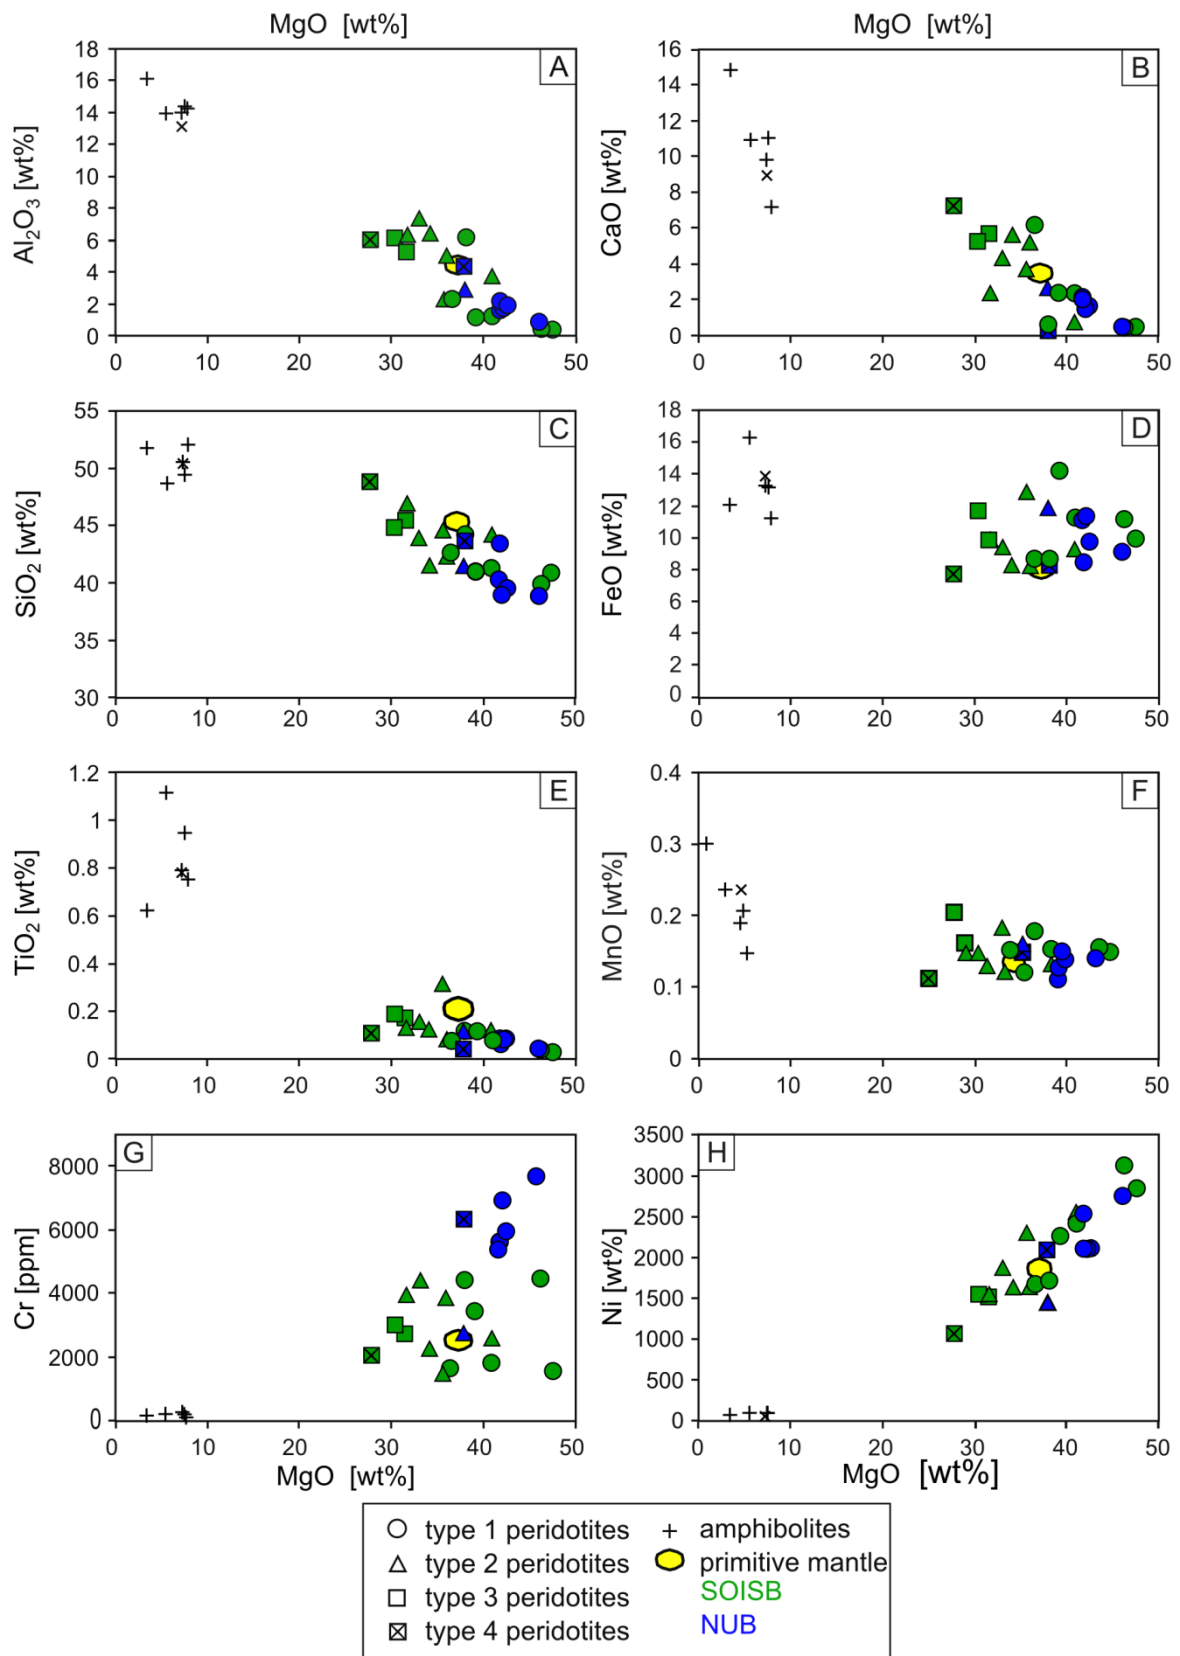 MgO [wt%]
MgO [wt%]
18
16
14
12
10
8
6
4
2
0
Al₂O₃ [wt%]
A
0 10 20 30 40 50
16
14
12
10
8
6
4
2
0
CaO [wt%]
B
0 10 20 30 40 50
55
50
45
40
35
30
SiO₂ [wt%]
C
0 10 20 30 40 50
18
16
14
12
10
8
6
4
2
0
FeO [wt%]
D
0 10 20 30 40 50
1.2
1
0.8
0.6
0.4
0.2
0
TiO₂ [wt%]
E
0 10 20 30 40 50
0.4
0.3
0.2
0.1
0
MnO [wt%]
F
0 10 20 30 40 50
8000
6000
4000
2000
0
Cr [ppm]
G
0 10 20 30 40 50
MgO [wt%]
3500
3000
2500
2000
1500
1000
500
0
Ni [wt%]
H
0 10 20 30 40 50
MgO [wt%]
type 1 peridotites
type 2 peridotites
type 3 peridotites
type 4 peridotites
amphibolites
primitive mantle
SOISB
NUB